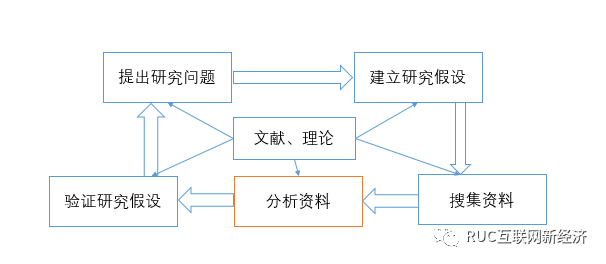 提出研究问题
建立研究假设
文献、理论
验证研究假设
分析资料
搜集资料
RUC互联网新经济